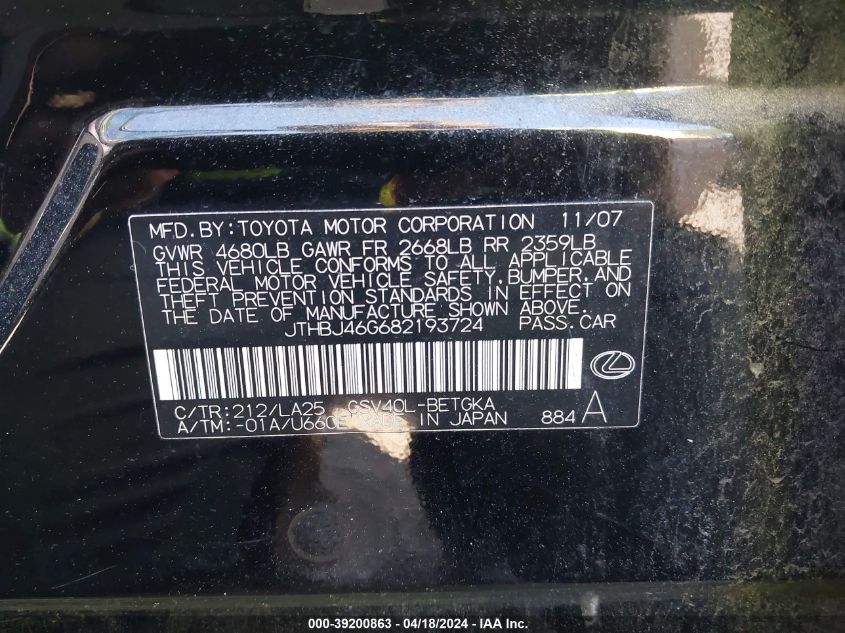 MFD. BY: TOYOTA MOTOR CORPORATION 11/07
GVWR 4680LB GAWR FR 2668LB RR 2359LB
THIS VEHICLE CONFORMS TO ALL APPLICABLE
FEDERAL MOTOR VEHICLE SAFETY, BUMPER, AND
THEFT PREVENTION STANDARDS IN EFFECT ON
THE DATE OF MANUFACTURE SHOWN ABOVE.
JTHBJ46G682193724 PASS. CAR
C/TR: 212/LA25 GSV40L-BETGKA
A/TM: -01A/U660E MADE IN JAPAN 884 A
000-39200863 - 04/18/2024 - IAA Inc.